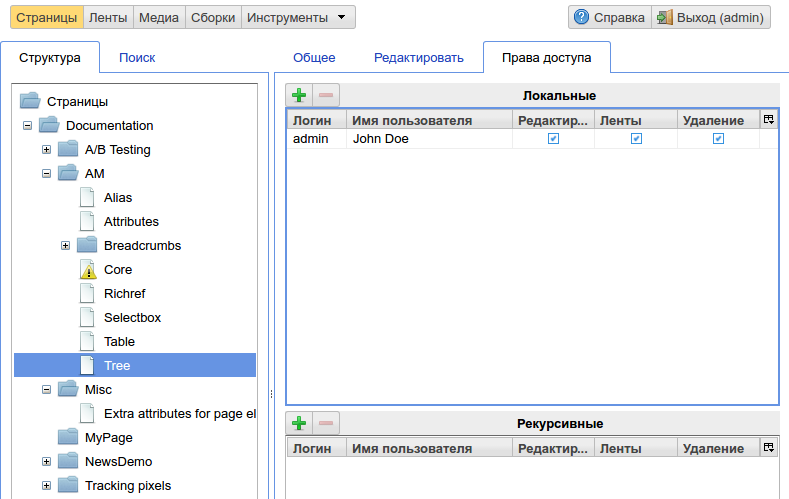 Страницы Ленты Медиа Сборки Инструменты Справка Выход (admin)
Структура Поиск Общее Редактировать Права доступа
Страницы
Documentation
A/B Testing
AM
Alias
Attributes
Breadcrumbs
Core
Richref
Selectbox
Table
Tree
Misc
Extra attributes for page el
MyPage
NewsDemo
Tracking pixels
Локальные
Логин Имя пользователя Редактир... Ленты Удаление
admin John Doe
Рекурсивные
Логин Имя пользователя Редактир... Ленты Удаление